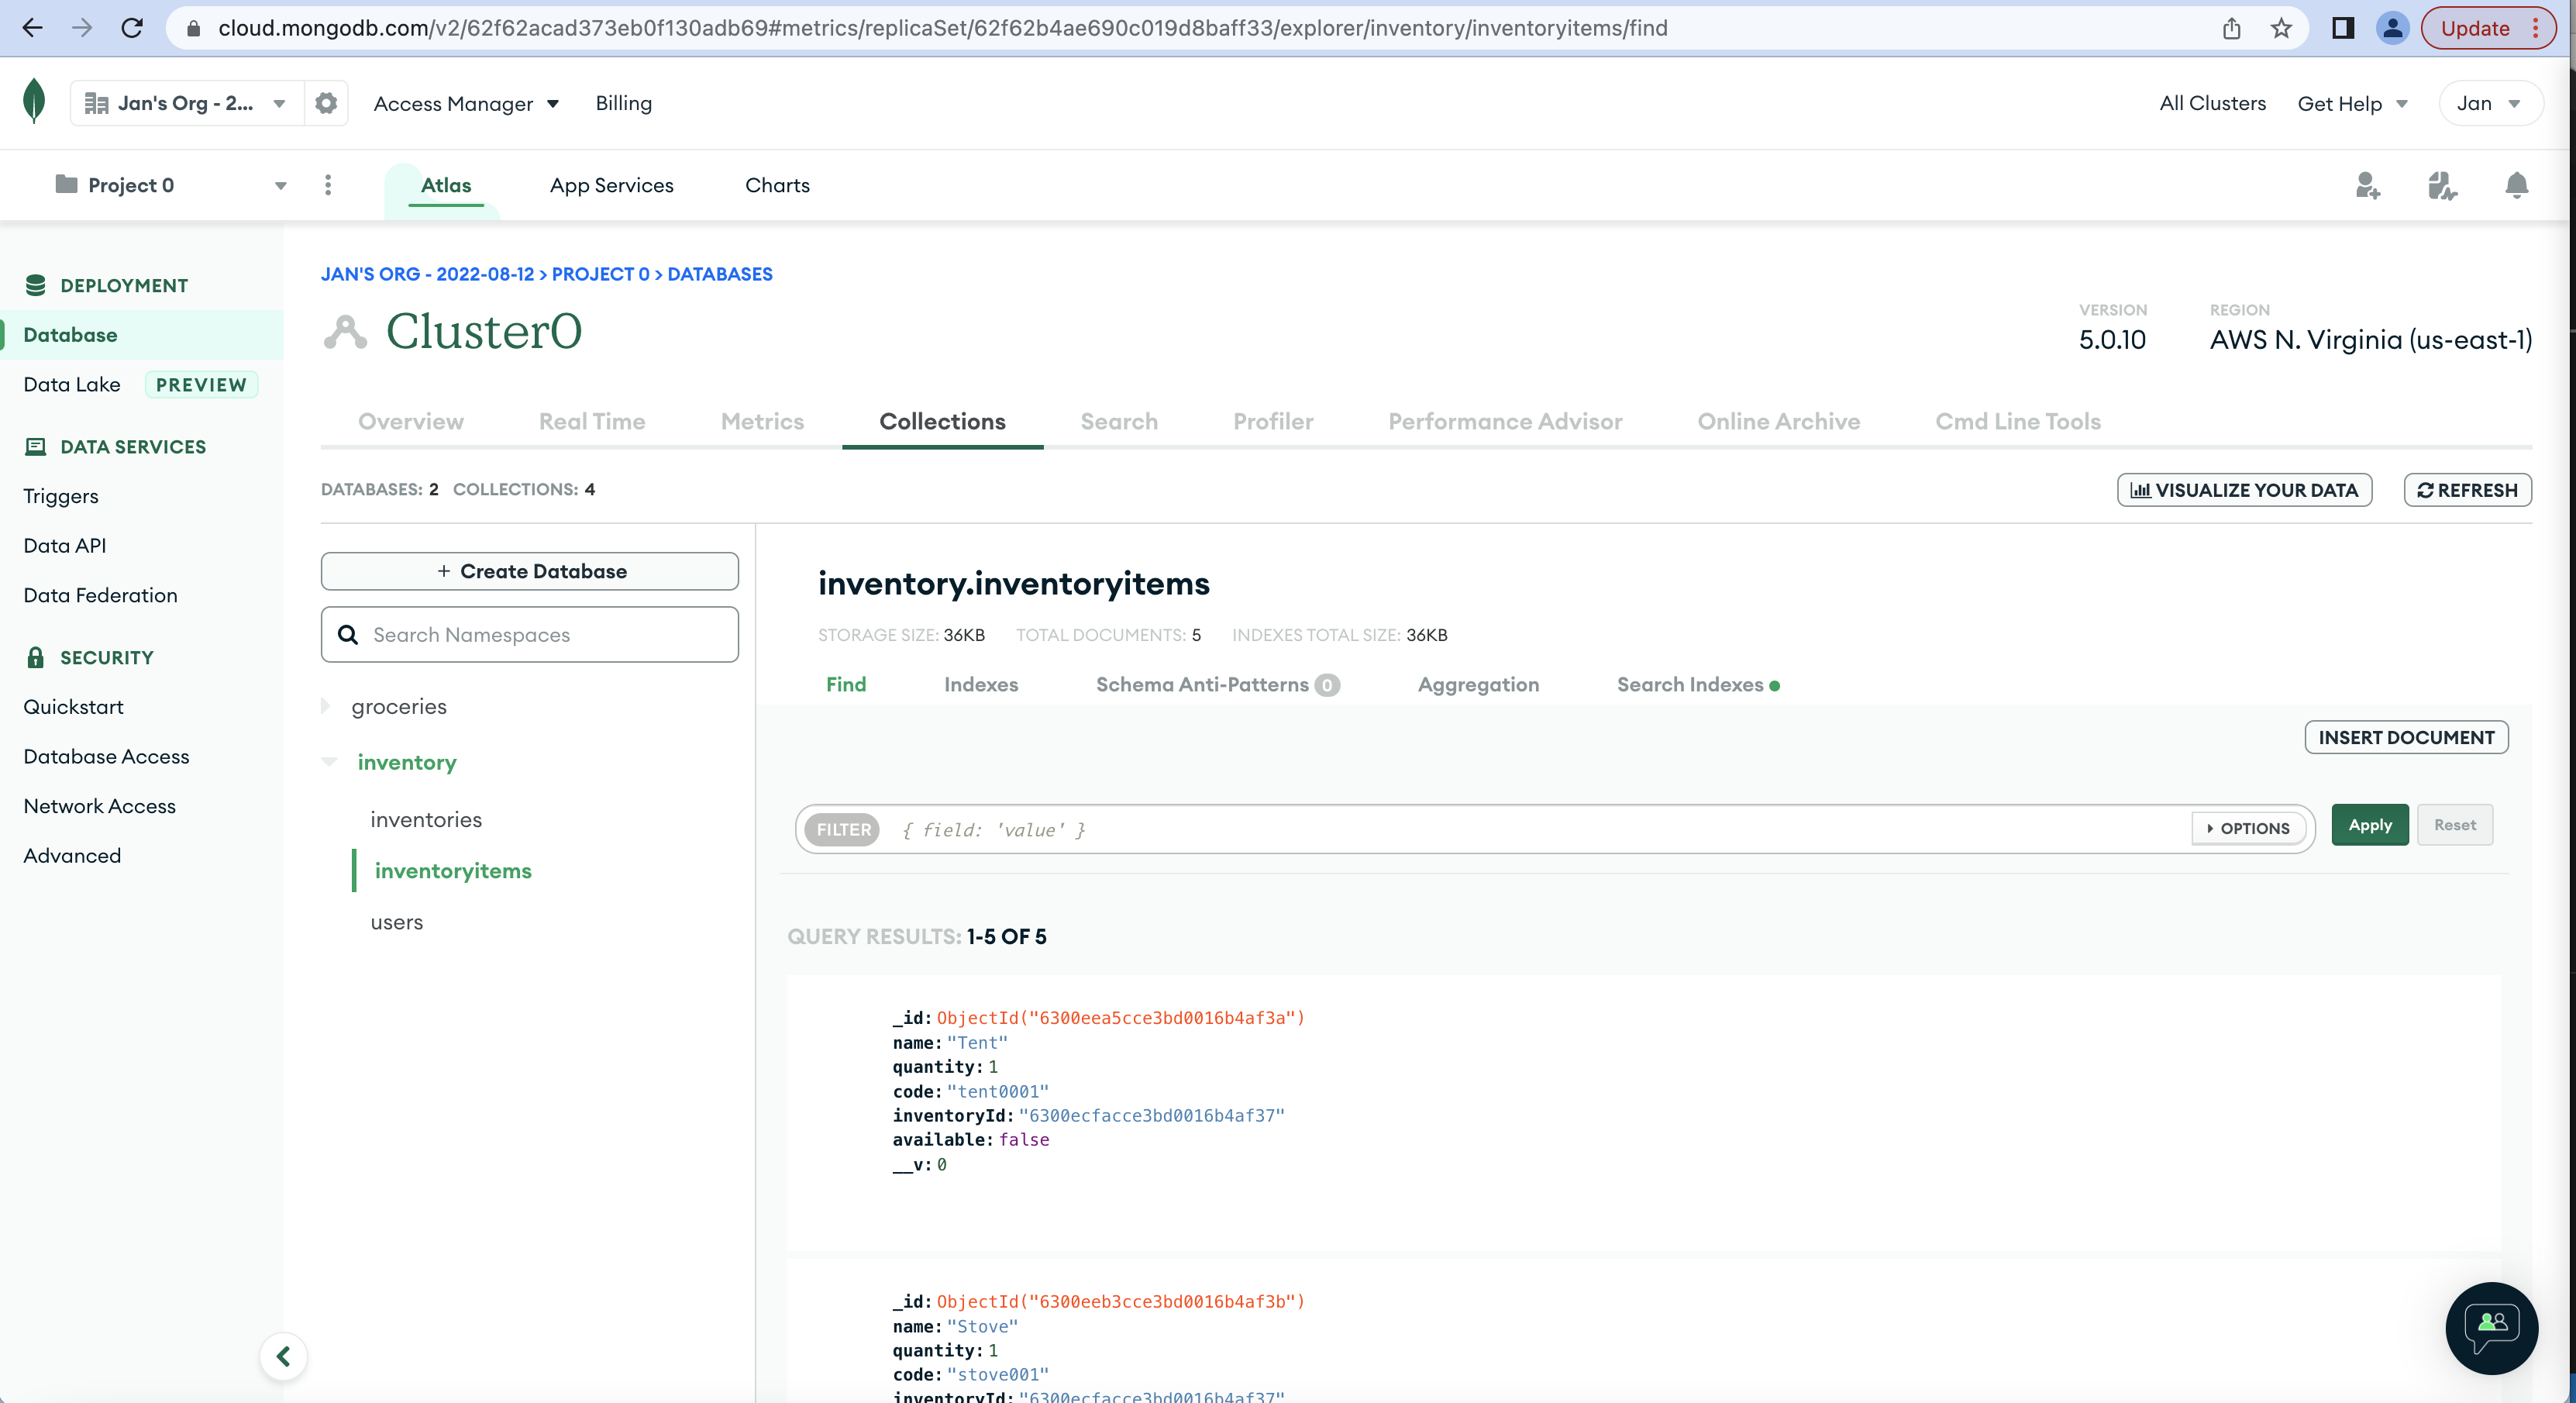 cloud.mongodb.com/v2/62f62acad373eb0f130adb69#metrics/replicaSet/62f62b4ae690c019d8baff33/explorer/inventory/inventoryitems/find
Update
Jan's Org - 2...
Access Manager
Billing
All Clusters
Get Help
Jan
Project 0
Atlas
App Services
Charts
DEPLOYMENT
Database
Data Lake PREVIEW
DATA SERVICES
Triggers
Data API
Data Federation
SECURITY
Quickstart
Database Access
Network Access
Advanced
JAN'S ORG - 2022-08-12 > PROJECT 0 > DATABASES
Cluster0
VERSION
5.0.10
REGION
AWS N. Virginia (us-east-1)
Overview
Real Time
Metrics
Collections
Search
Profiler
Performance Advisor
Online Archive
Cmd Line Tools
DATABASES: 2 COLLECTIONS: 4
VISUALIZE YOUR DATA
REFRESH
+ Create Database
Search Namespaces
groceries
inventory
inventories
inventoryitems
users
inventory.inventoryitems
STORAGE SIZE: 36KB TOTAL DOCUMENTS: 5 INDEXES TOTAL SIZE: 36KB
Find
Indexes
Schema Anti-Patterns 0
Aggregation
Search Indexes
INSERT DOCUMENT
FILTER { field: 'value' }
OPTIONS
Apply
Reset
QUERY RESULTS: 1-5 OF 5
_id: ObjectId("6300eea5cce3bd0016b4af3a")
name: "Tent"
quantity: 1
code: "tent0001"
inventoryId: "6300ecfacce3bd0016b4af37"
available: false
__v: 0
_id: ObjectId("6300eeb3cce3bd0016b4af3b")
name: "Stove"
quantity: 1
code: "stove001"
inventoryId: "6300ecfacce3bd0016b4af37"